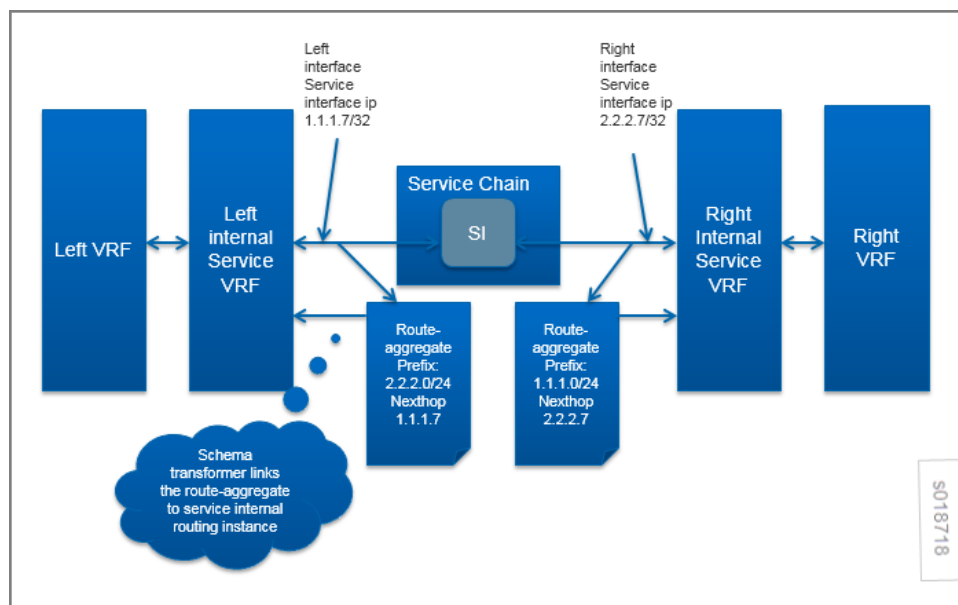 Left
interface
Service
interface ip
1.1.1.7/32
Right
interface
Service
interface ip
2.2.2.7/32
Left VRF
Left
internal
Service
VRF
Service Chain
SI
Right
Internal
Service
VRF
Right
VRF
Route-
aggregate
Prefix:
2.2.2.0/24
Nexthop
1.1.1.7
Route-
aggregate
Prefix:
1.1.1.0/24
Nexthop
2.2.2.7
Schema
transformer links
the route-aggregate
to service internal
routing instance
s018718